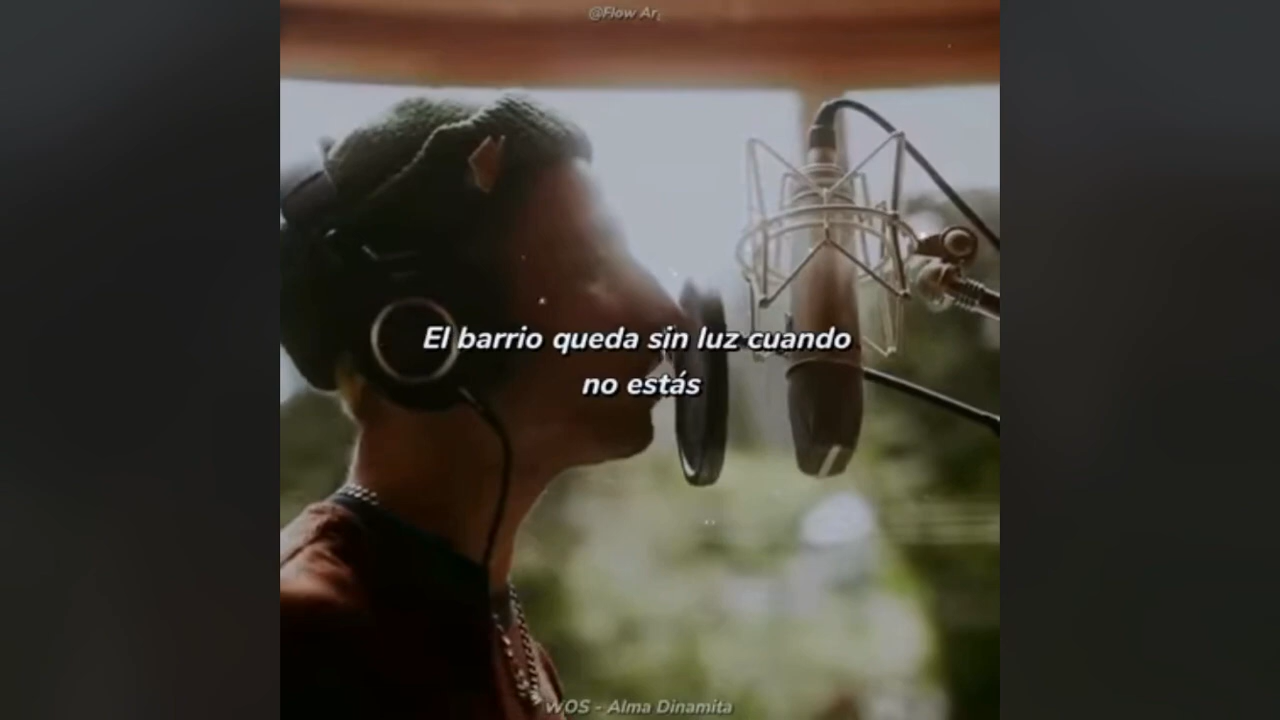 @Flow Ar
El barrio queda sin luz cuando
no estás
WOS - Alma Dinamita